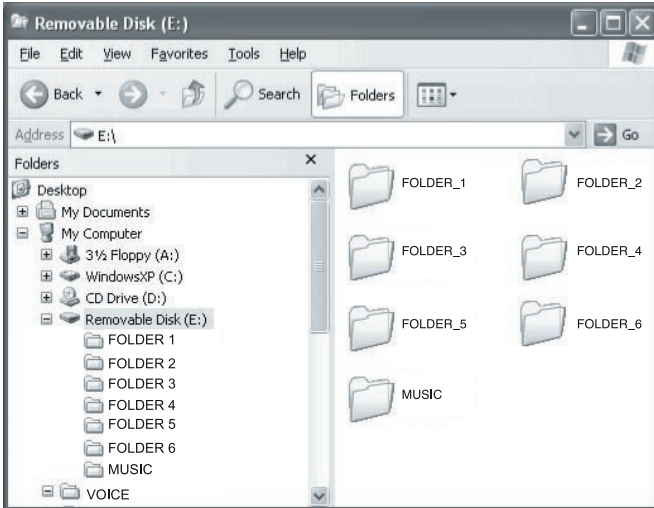 Removable Disk (E:)
File Edit View Favorites Tools Help
Back Search Folders
Address E:\ Go
Folders
Desktop
My Documents
My Computer
3½ Floppy (A:)
WindowsXP (C:)
CD Drive (D:)
Removable Disk (E:)
FOLDER 1
FOLDER 2
FOLDER 3
FOLDER 4
FOLDER 5
FOLDER 6
MUSIC
VOICE
FOLDER_1 FOLDER_2
FOLDER_3 FOLDER_4
FOLDER_5 FOLDER_6
MUSIC